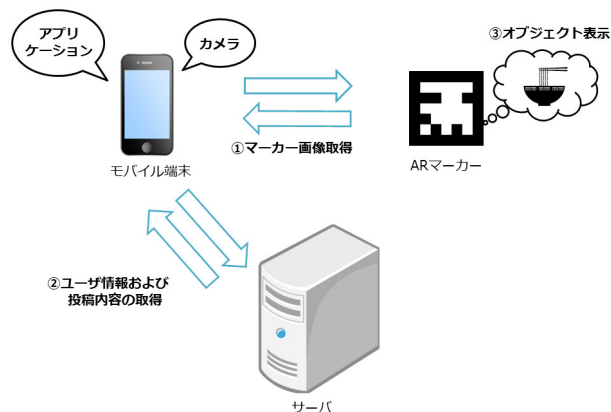 アプリ
ケーション
カメラ
③オブジェクト表示
①マーカー画像取得
モバイル端末
ARマーカー
②ユーザ情報および
投稿内容の取得
サーバ